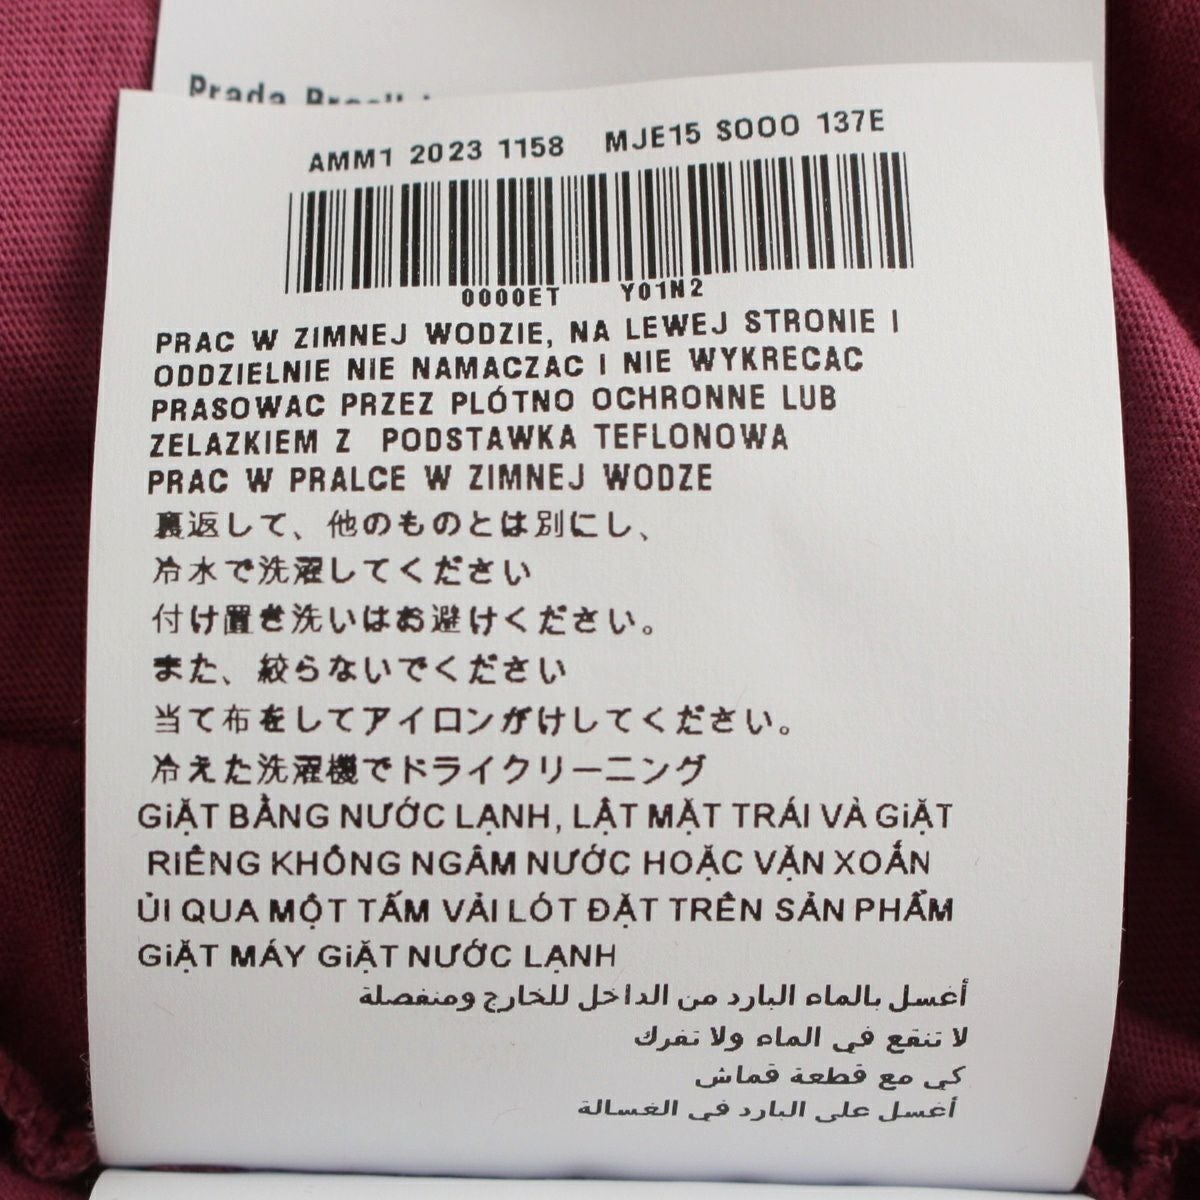 Prada
AMM1 2023 1158 MJE15 SOOO 137E
0000ET Y01N2
PRAC W ZIMNEJ WODZIE, NA LEWEJ STRONIE I
ODDZIELNIE NIE NAMACZAC I NIE WYKRECAC
PRASOWAC PRZEZ PLÓTNO OCHRONNE LUB
ZELAZKIEM Z PODSTAWKA TEFLONOWA
PRAC W PRALCE W ZIMNEJ WODZE
裏返して、他のものとは別にし、
冷水で洗濯してください
付け置き洗いはお避けください。
また、絞らないでください
当て布をしてアイロンがけしてください。
冷えた洗濯機でドライクリーニング
GiẶT BẰNG NƯỚC LẠNH, LẬT MẶT TRÁI VÀ GiẶT
RIÊNG KHÔNG NGÂM NƯỚC HOẶC VẶN XOẮN
ỦI QUA MỘT TẤM VẢI LÓT ĐẶT TRÊN SẢN PHẨM
GiẶT MÁY GiẶT NƯỚC LẠNH
أغسل بالماء البارد من الداخل للخارج ومنفصلة
لا تنقع في الماء ولا تفرك
كي مع قطعة قماش
أغسل على البارد في الغسالة